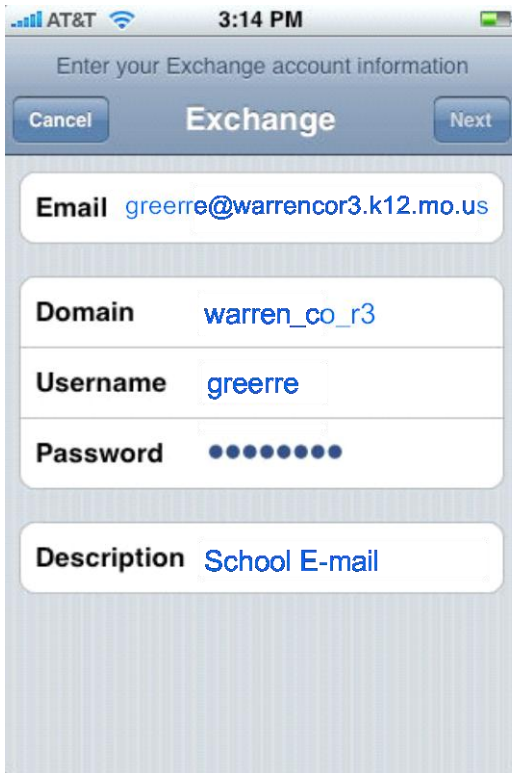 AT&T 3:14 PM
Enter your Exchange account information
Cancel Exchange Next
Email greerre@warrencor3.k12.mo.us
Domain warren_co_r3
Username greerre
Password ••••••••
Description School E-mail